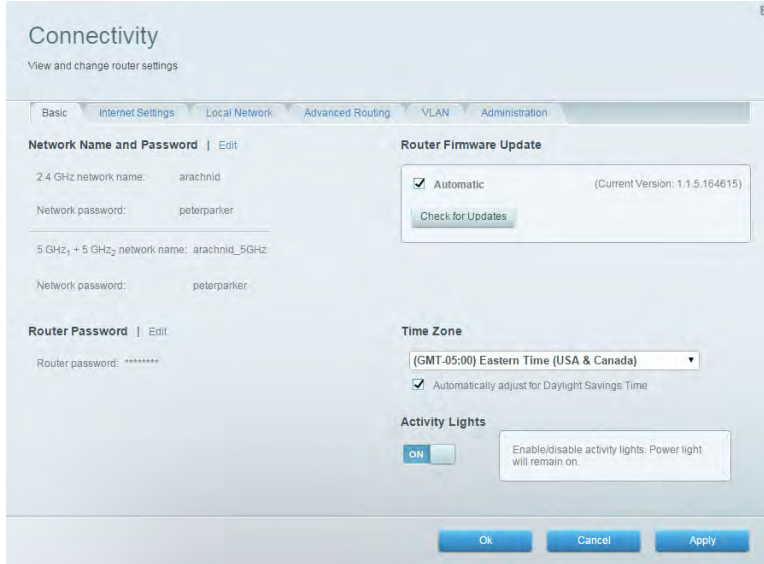 Connectivity
View and change router settings
Basic Internet Settings Local Network Advanced Routing VLAN Administration
Network Name and Password | Edit
2.4 GHz network name: arachnid
Network password: peterparker
5 GHz1 + 5 GHz2 network name: arachnid_5GHz
Network password: peterparker
Router Password | Edit
Router password: ********
Router Firmware Update
Automatic (Current Version: 1.1.5.164615)
Check for Updates
Time Zone
(GMT-05:00) Eastern Time (USA & Canada)
Automatically adjust for Daylight Savings Time
Activity Lights
ON
Enable/disable activity lights. Power light
will remain on.
Ok Cancel Apply